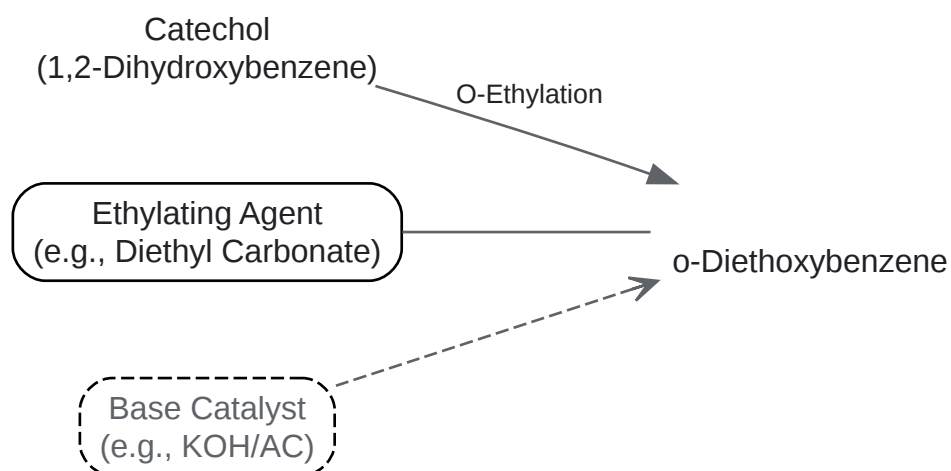 Catechol
(1,2-Dihydroxybenzene)
O-Ethylation
Ethylating Agent
(e.g., Diethyl Carbonate)
o-Diethoxybenzene
Base Catalyst
(e.g., KOH/AC)